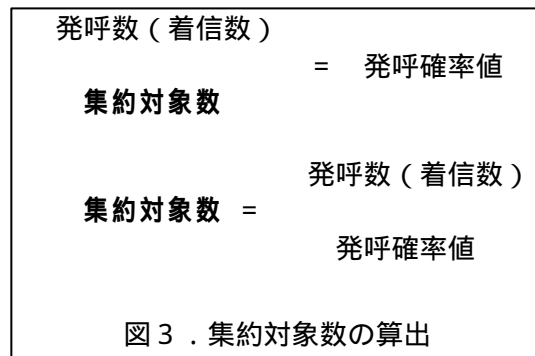 発呼数(着信数)
= 発呼確率値
集約対象数
発呼数(着信数)
集約対象数 =
発呼確率値
図3.集約対象数の算出